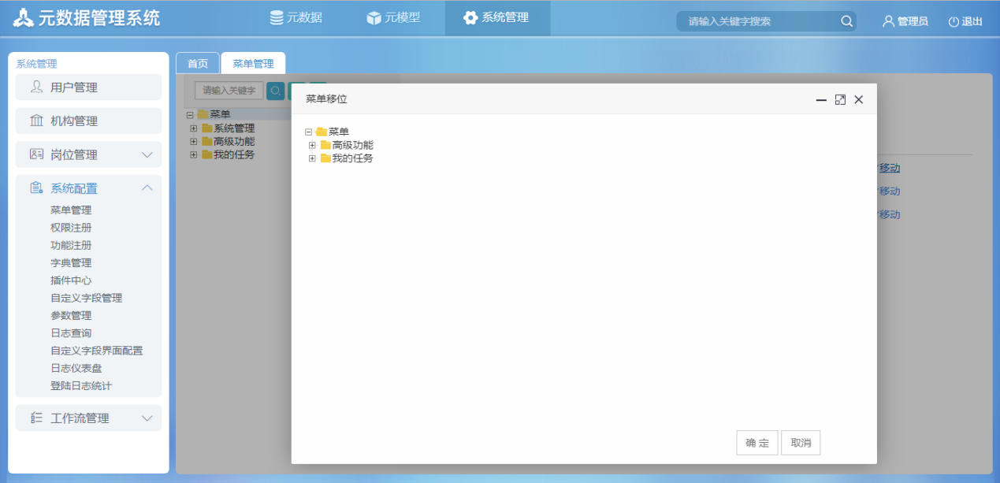 元数据管理系统
元数据
元模型
系统管理
请输入关键字搜索
管理员
退出
系统管理
用户管理
机构管理
岗位管理
系统配置
菜单管理
权限注册
功能注册
字典管理
插件中心
自定义字段管理
参数管理
日志查询
自定义字段界面配置
日志仪表盘
登陆日志统计
工作流管理
首页
菜单管理
请输入关键字
菜单
系统管理
高级功能
我的任务
菜单移位
菜单
高级功能
我的任务
移动
移动
移动
确 定
取消